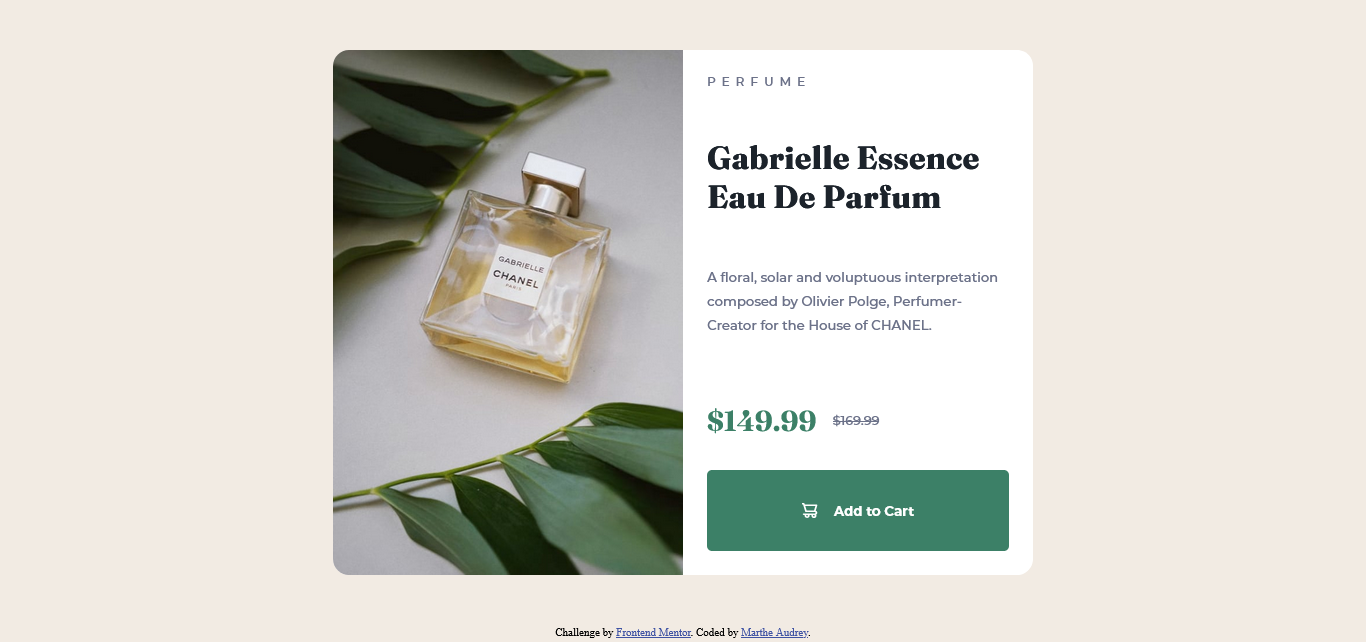 PERFUME
Gabrielle Essence
Eau De Parfum
A floral, solar and voluptuous interpretation
composed by Olivier Polge, Perfumer-
Creator for the House of CHANEL.
$149.99 $169.99
Add to Cart
GABRIELLE
CHANEL
PARIS
Challenge by Frontend Mentor. Coded by Marthe Audrey.